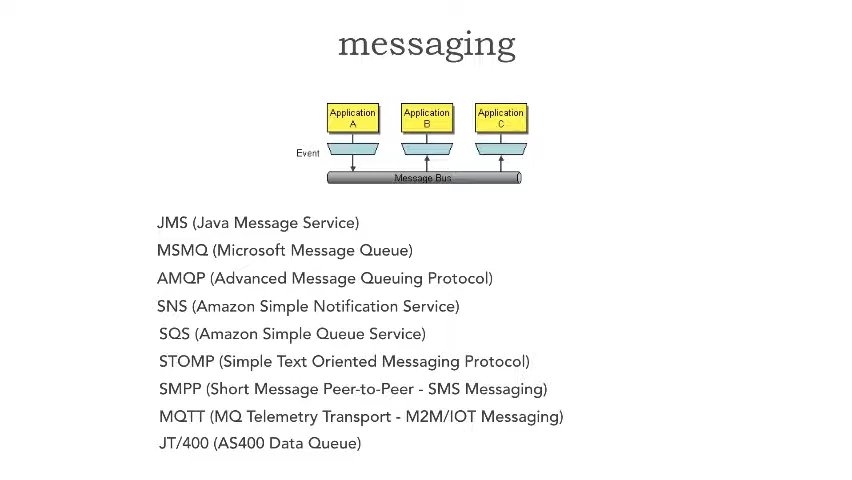 messaging
Application A
Application B
Application C
Event
Message Bus
JMS (Java Message Service)
MSMQ (Microsoft Message Queue)
AMQP (Advanced Message Queuing Protocol)
SNS (Amazon Simple Notification Service)
SQS (Amazon Simple Queue Service)
STOMP (Simple Text Oriented Messaging Protocol)
SMPP (Short Message Peer-to-Peer - SMS Messaging)
MQTT (MQ Telemetry Transport - M2M/IOT Messaging)
JT/400 (AS400 Data Queue)